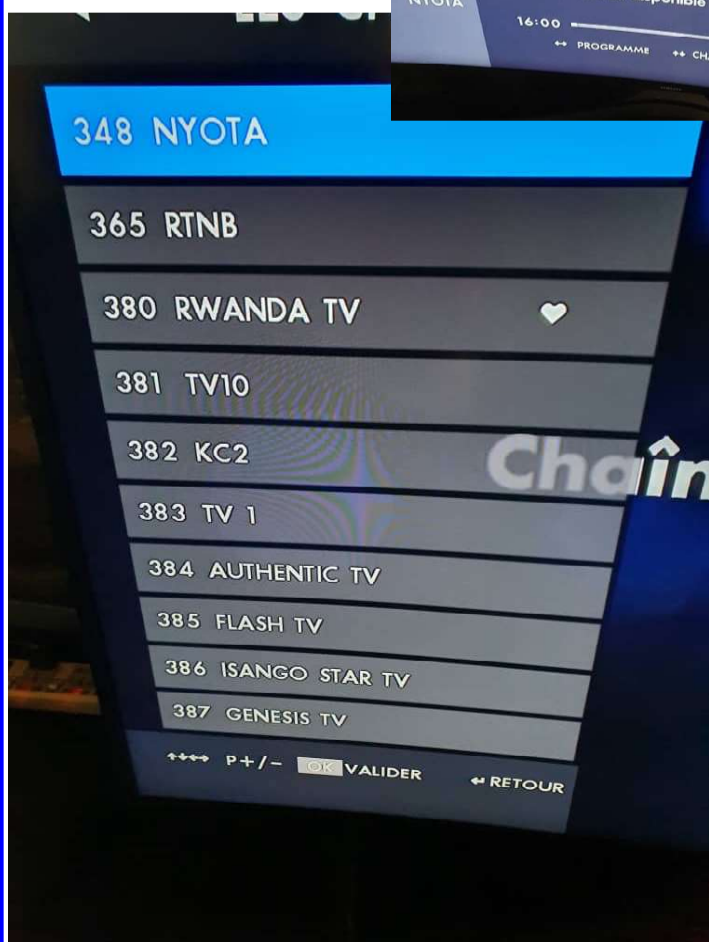 NYOTA
16:00
↔ PROGRAMME
348 NYOTA
365 RTNB
380 RWANDA TV
381 TV10
382 KC2
383 TV 1
384 AUTHENTIC TV
385 FLASH TV
386 ISANGO STAR TV
387 GENESIS TV
P+/- OK VALIDER ↵ RETOUR